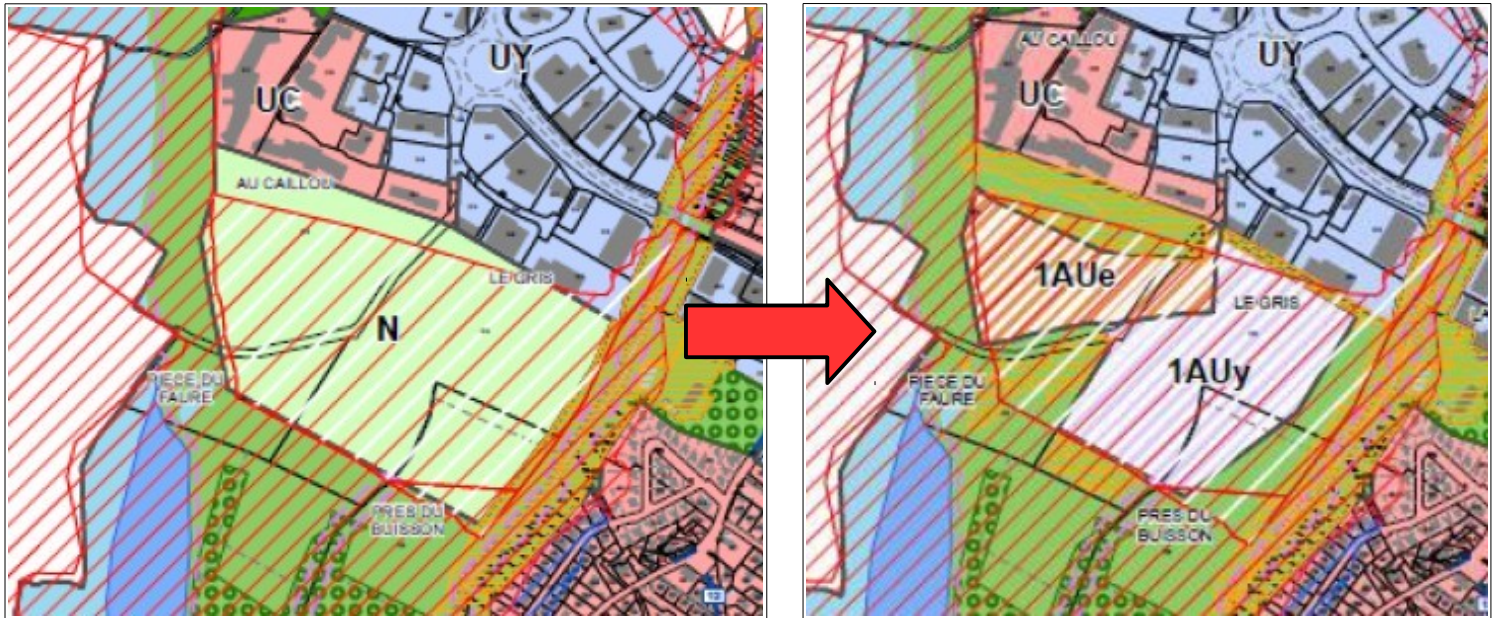 UY
UC
AU CAILLOU
LE GRIS
N
PIECE DU
FAURE
PRES DU
BUISSON
12
AU CAILLOU
UY
UC
1AUe
LE GRIS
1AUy
PIECE DU
FAURE
PRES DU
BUISSON